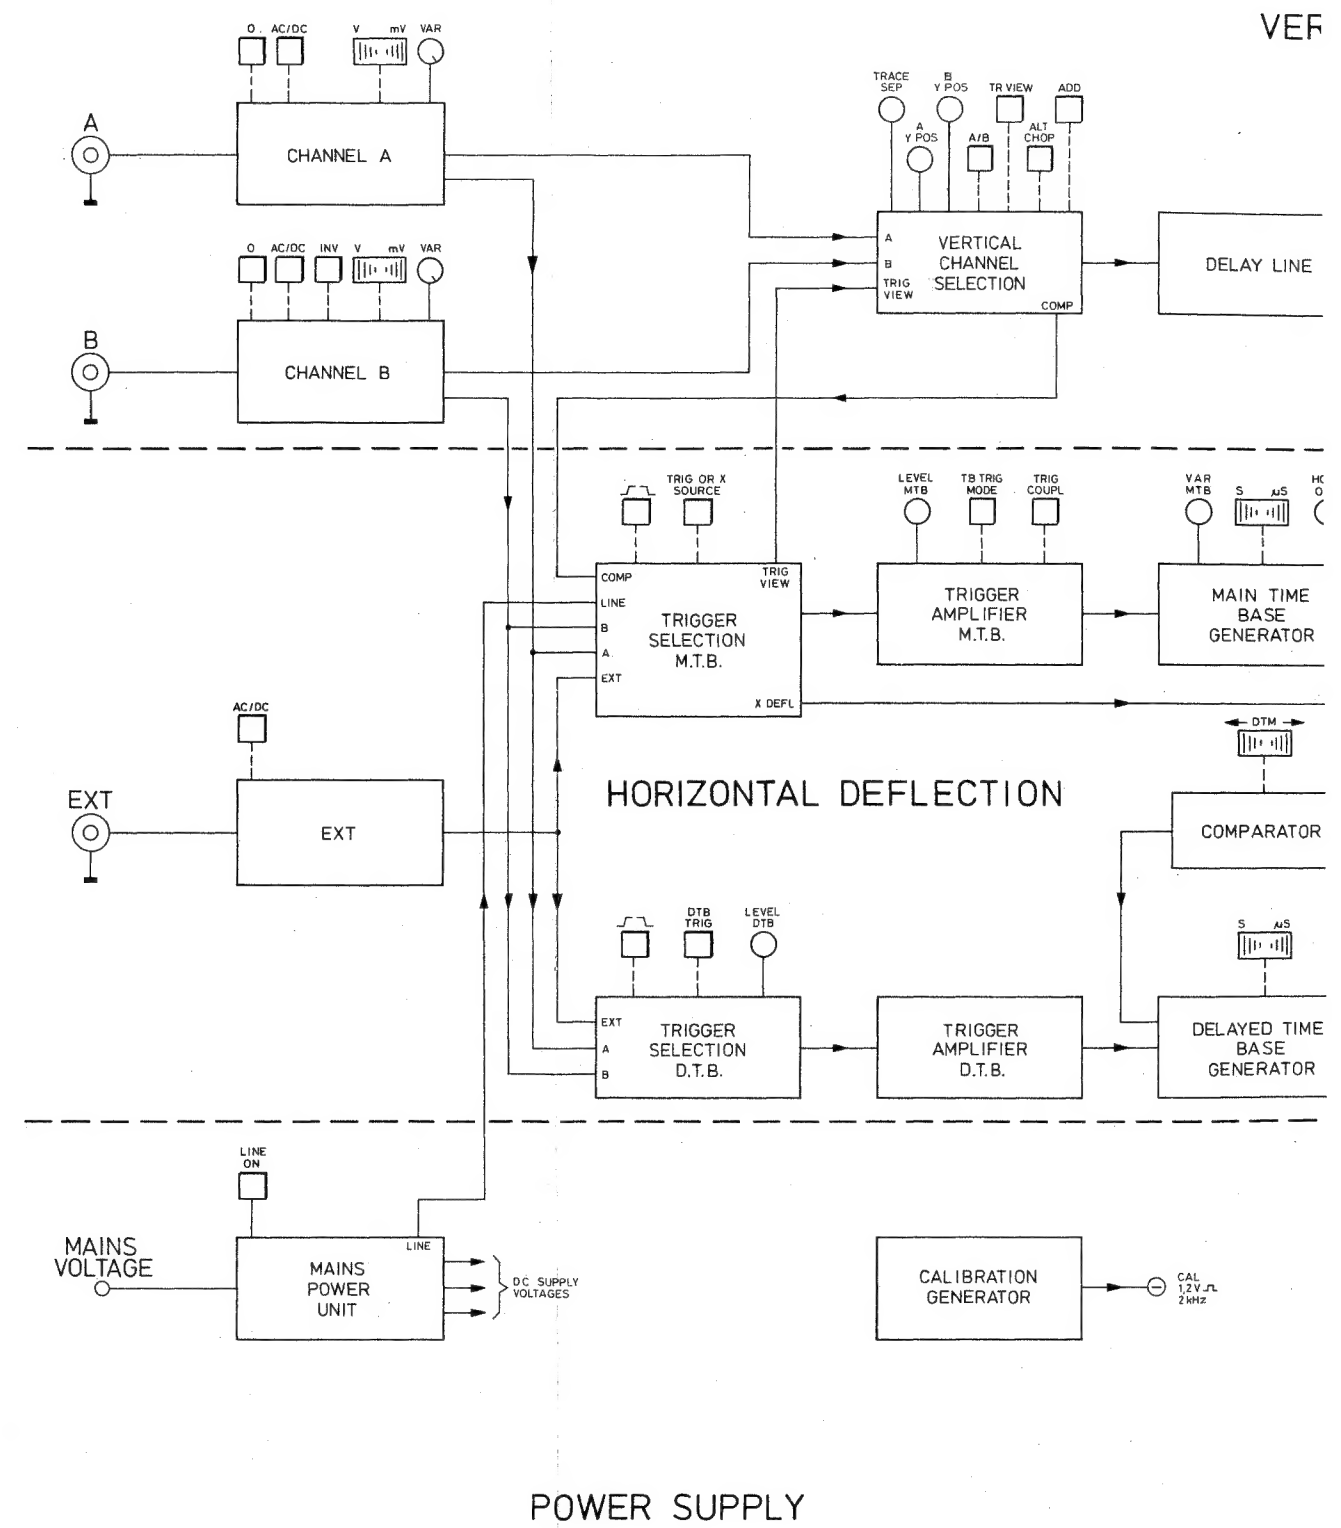 VER
O. AC/DC V mV VAR
A
CHANNEL A
TRACE
SEP
B
Y POS
TR VIEW
ADD
A
Y POS
A/B
ALT
CHOP
A
B
TRIG
VIEW
VERTICAL
CHANNEL
SELECTION
COMP
DELAY LINE
O AC/DC INV V mV VAR
B
CHANNEL B
TRIG OR X
SOURCE
LEVEL
MTB
TB TRIG
MODE
TRIG
COUPL
VAR
MTB
S µS
HO
O
COMP
LINE
B
A.
EXT
TRIG
VIEW
TRIGGER
SELECTION
M.T.B.
X DEFL
TRIGGER
AMPLIFIER
M.T.B.
MAIN TIME
BASE
GENERATOR
AC/DC
DTM
EXT
EXT
HORIZONTAL DEFLECTION
COMPARATOR
DTB
TRIG
LEVEL
DTB
S µS
EXT
A
B
TRIGGER
SELECTION
D.T.B.
TRIGGER
AMPLIFIER
D.T.B.
DELAYED TIME
BASE
GENERATOR
LINE
ON
MAINS
VOLTAGE
LINE
MAINS
POWER
UNIT
DC SUPPLY
VOLTAGES
CALIBRATION
GENERATOR
CAL
1,2V
2kHz
POWER SUPPLY